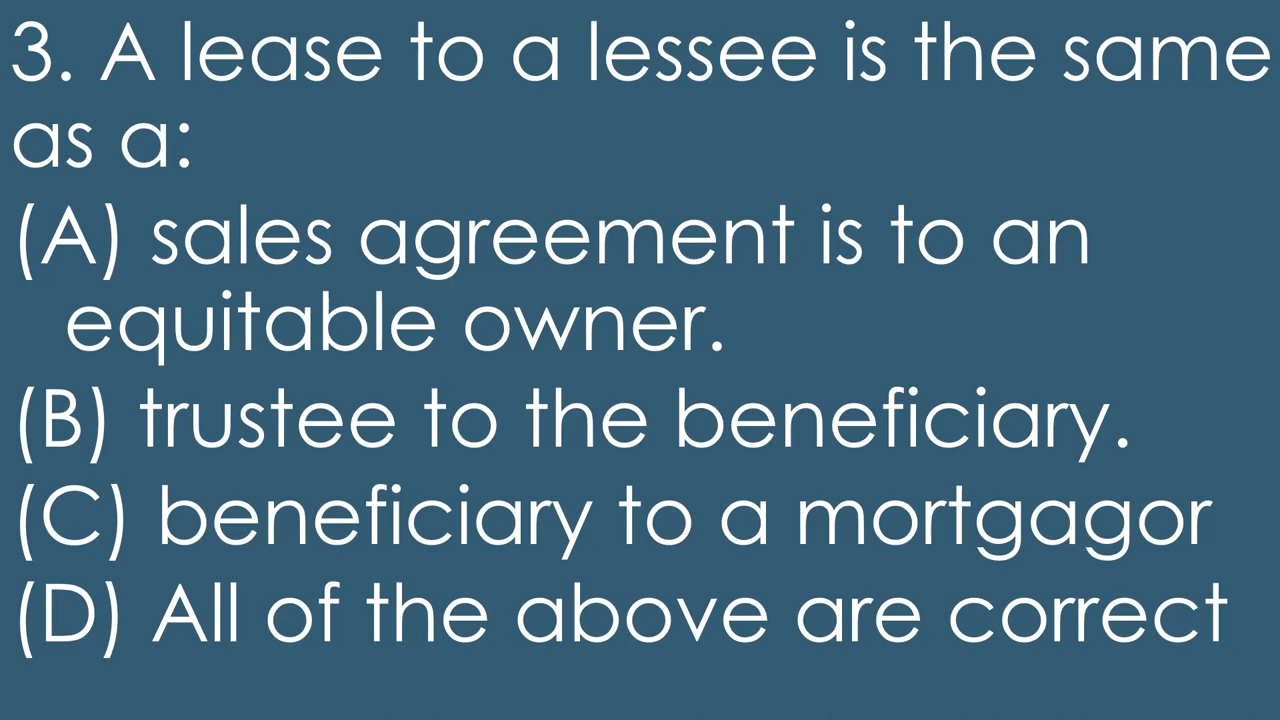 3. A lease to a lessee is the same
as a:
(A) sales agreement is to an
equitable owner.
(B) trustee to the beneficiary.
(C) beneficiary to a mortgagor
(D) All of the above are correct